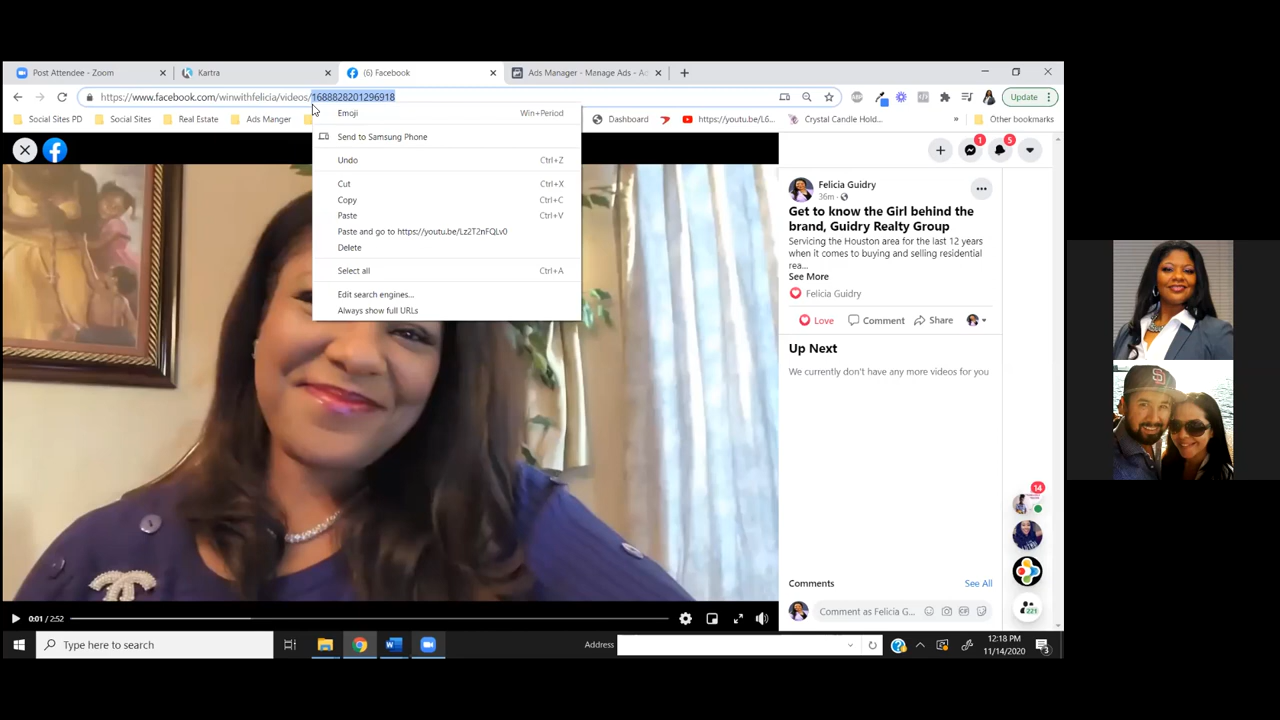 Post Attendee - Zoom
Kartra
(6) Facebook
Ads Manager - Manage Ads - Ad
https://www.facebook.com/winwithfelicia/videos/1688828201296918
Update
Social Sites PD
Social Sites
Real Estate
Ads Manger
Dashboard
https://youtu.be/L6...
Crystal Candle Hold...
»
Other bookmarks
Emoji Win+Period
Send to Samsung Phone
Undo Ctrl+Z
Cut Ctrl+X
Copy Ctrl+C
Paste Ctrl+V
Paste and go to https://youtu.be/Lz2T2nFQLv0
Delete
Select all Ctrl+A
Edit search engines...
Always show full URLs
1
5
Felicia Guidry
36m
Get to know the Girl behind the
brand, Guidry Realty Group
Servicing the Houston area for the last 12 years
when it comes to buying and selling residential
rea...
See More
Felicia Guidry
Love
Comment
Share
Up Next
We currently don't have any more videos for you
14
Comments
See All
Comment as Felicia G...
GIF
221
0:01 / 2:52
Type here to search
Address
12:18 PM
11/14/2020
3